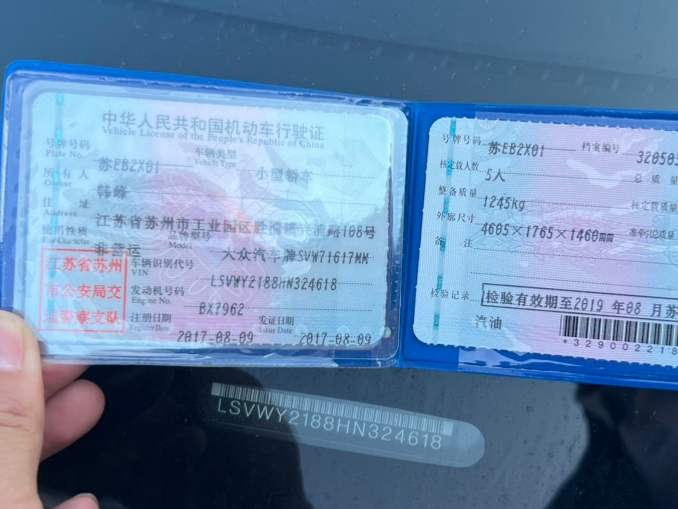 中华人民共和国机动车行驶证
Vehicle License of the People's Republic of China
号牌号码 苏EB2X01 车辆类型 小型轿车
Plate No. Vehicle Type
所有人
Owner
住 址 江苏省苏州市工业园区胜浦镇兴浦路108号
Address
使用性质 非营运 品牌型号 大众汽车牌SVW71617MM
Use Character Model
江苏省苏州
市公安局交
通警察支队
车辆识别代号 LSVWY2188HN324618
VIN
发动机号码 BX7962
Engine No.
注册日期 2017-08-09 发证日期 2017-08-09
Register Date Issue Date
号牌号码 苏EB2X01 档案编号 320503
核定载人数 5人 总质量
整备质量 1245kg 核定载质量
外廓尺寸 4605×1765×1460mm 准牵引总质量
备 注
检验记录 检验有效期至2019 年08 月苏
汽油
*329002218
LSVWY2188HN324618